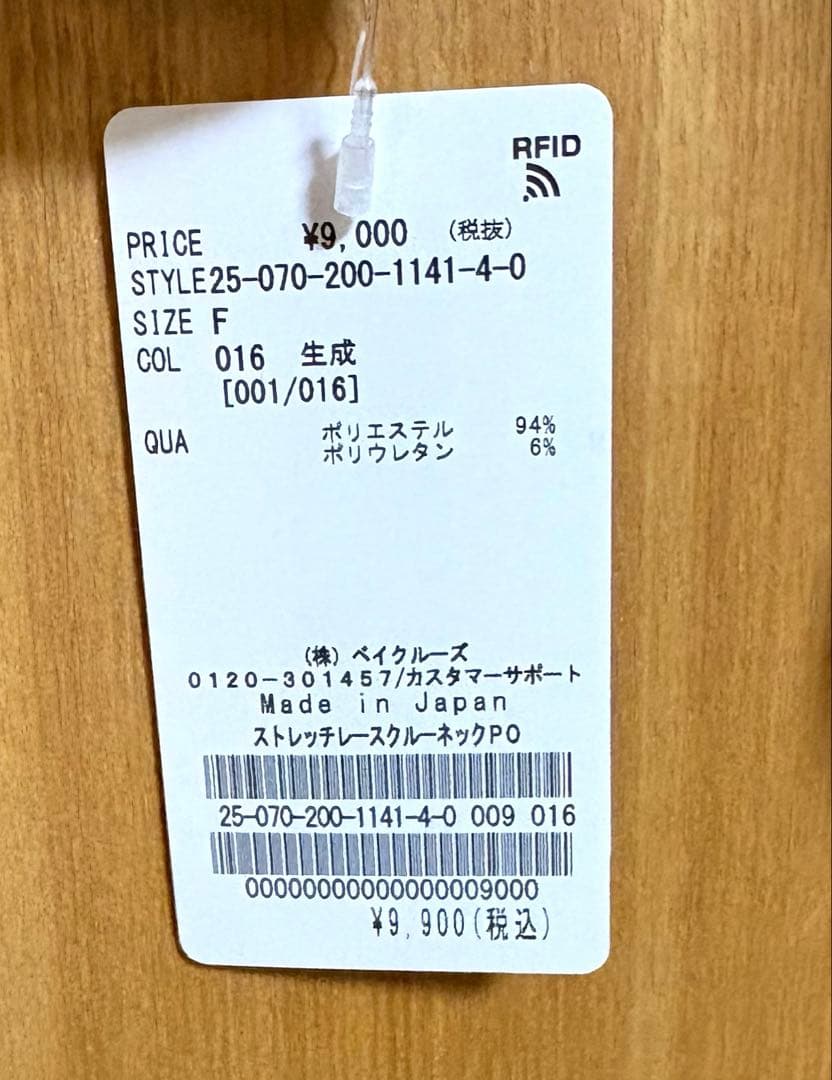 RFID
PRICE ¥9,000 (税抜)
STYLE25-070-200-1141-4-0
SIZE F
COL 016 生成
[001/016]
QUA ポリエステル 94%
ポリウレタン 6%
(株) ベイクルーズ
0120-301457/カスタマーサポート
Made in Japan
ストレッチレースクルーネックPO
25-070-200-1141-4-0 009 016
00000000000000009000
¥9,900(税込)